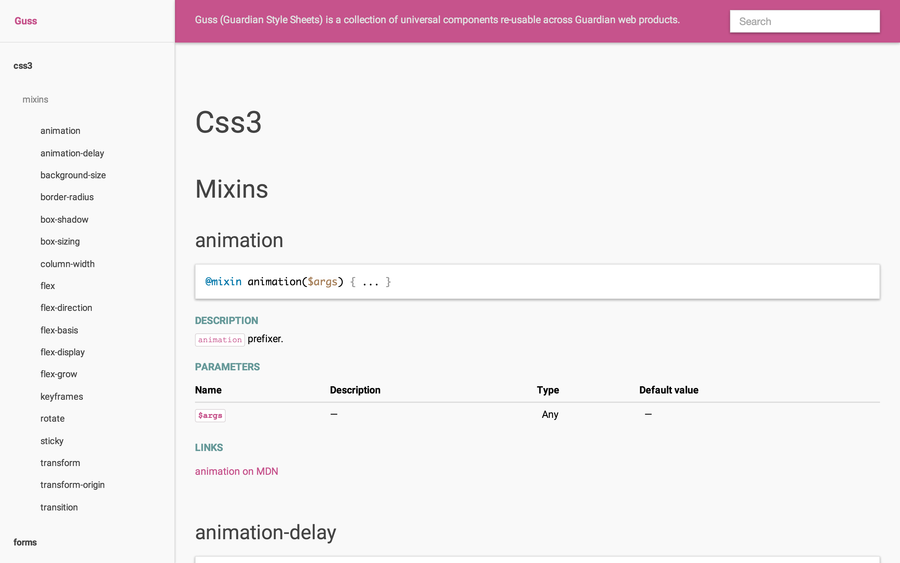 Guss
Guss (Guardian Style Sheets) is a collection of universal components re-usable across Guardian web products.
Search
css3
mixins
animation
animation-delay
background-size
border-radius
box-shadow
box-sizing
column-width
flex
flex-direction
flex-basis
flex-display
flex-grow
keyframes
rotate
sticky
transform
transform-origin
transition
forms
Css3
Mixins
animation
@mixin animation($args) { ... }
DESCRIPTION
animation prefixer.
PARAMETERS
Name Description Type Default value
$args — Any —
LINKS
animation on MDN
animation-delay